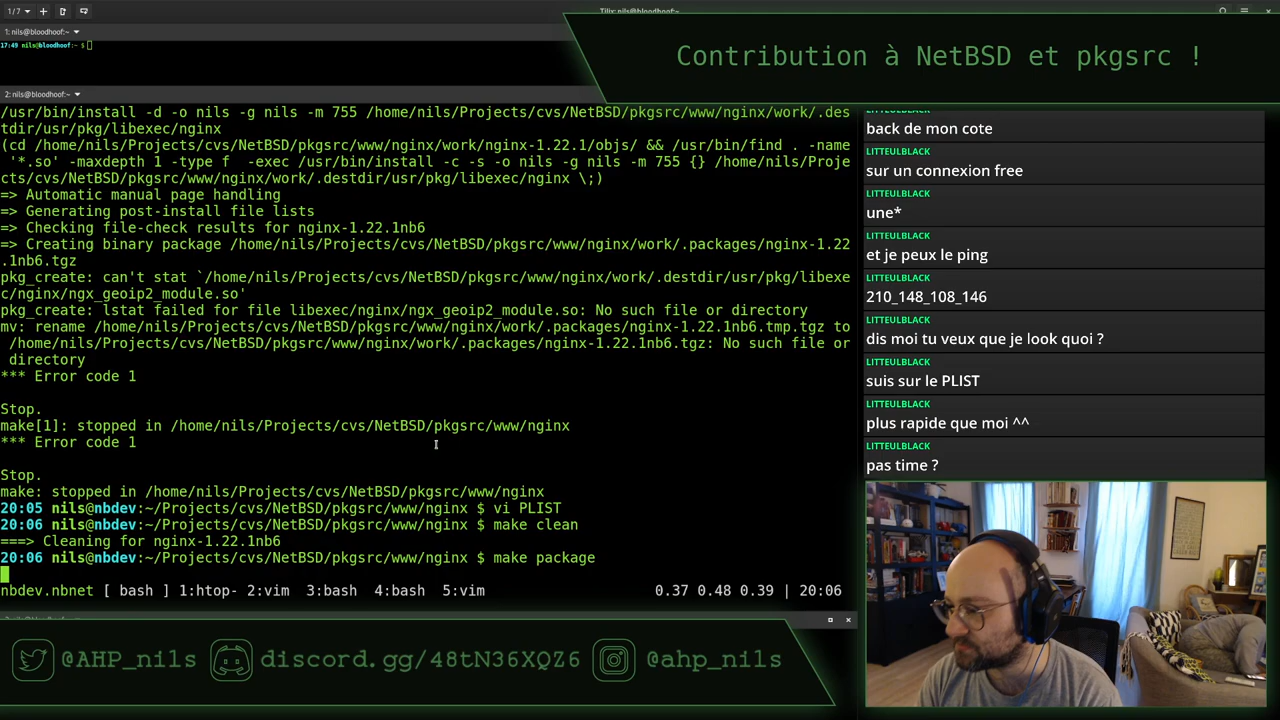 1/7
Tilix: nils@bloodhoof:~
1: nils@bloodhoof:~
17:49 nils@bloodhoof:~ $
Contribution à NetBSD et pkgsrc !
2: nils@bloodhoof:~
/usr/bin/install -d -o nils -g nils -m 755 /home/nils/Projects/cvs/NetBSD/pkgsrc/www/nginx/work/.des
tdir/usr/pkg/libexec/nginx
(cd /home/nils/Projects/cvs/NetBSD/pkgsrc/www/nginx/work/nginx-1.22.1/objs/ && /usr/bin/find . -name
'*.so' -maxdepth 1 -type f  -exec /usr/bin/install -c -s -o nils -g nils -m 755 {} /home/nils/Proje
cts/cvs/NetBSD/pkgsrc/www/nginx/work/.destdir/usr/pkg/libexec/nginx \;)
=> Automatic manual page handling
=> Generating post-install file lists
=> Checking file-check results for nginx-1.22.1nb6
=> Creating binary package /home/nils/Projects/cvs/NetBSD/pkgsrc/www/nginx/work/.packages/nginx-1.22
.1nb6.tgz
pkg_create: can't stat `/home/nils/Projects/cvs/NetBSD/pkgsrc/www/nginx/work/.destdir/usr/pkg/libexe
c/nginx/ngx_geoip2_module.so'
pkg_create: lstat failed for file libexec/nginx/ngx_geoip2_module.so: No such file or directory
mv: rename /home/nils/Projects/cvs/NetBSD/pkgsrc/www/nginx/work/.packages/nginx-1.22.1nb6.tmp.tgz to
/home/nils/Projects/cvs/NetBSD/pkgsrc/www/nginx/work/.packages/nginx-1.22.1nb6.tgz: No such file or
directory
*** Error code 1
Stop.
make[1]: stopped in /home/nils/Projects/cvs/NetBSD/pkgsrc/www/nginx
*** Error code 1
Stop.
make: stopped in /home/nils/Projects/cvs/NetBSD/pkgsrc/www/nginx
20:05 nils@nbdev:~/Projects/cvs/NetBSD/pkgsrc/www/nginx $ vi PLIST
20:06 nils@nbdev:~/Projects/cvs/NetBSD/pkgsrc/www/nginx $ make clean
===> Cleaning for nginx-1.22.1nb6
20:06 nils@nbdev:~/Projects/cvs/NetBSD/pkgsrc/www/nginx $ make package
nbdev.nbnet [ bash ] 1:htop- 2:vim  3:bash  4:bash  5:vim 0.37 0.48 0.39 | 20:06
back de mon cote
LITTEULBLACK
sur un connexion free
LITTEULBLACK
une*
LITTEULBLACK
et je peux le ping
LITTEULBLACK
210_148_108_146
LITTEULBLACK
dis moi tu veux que je look quoi ?
LITTEULBLACK
suis sur le PLIST
LITTEULBLACK
plus rapide que moi ^^
LITTEULBLACK
pas time ?
@AHP_nils
discord.gg/48tN36XQZ6
@ahp_nils